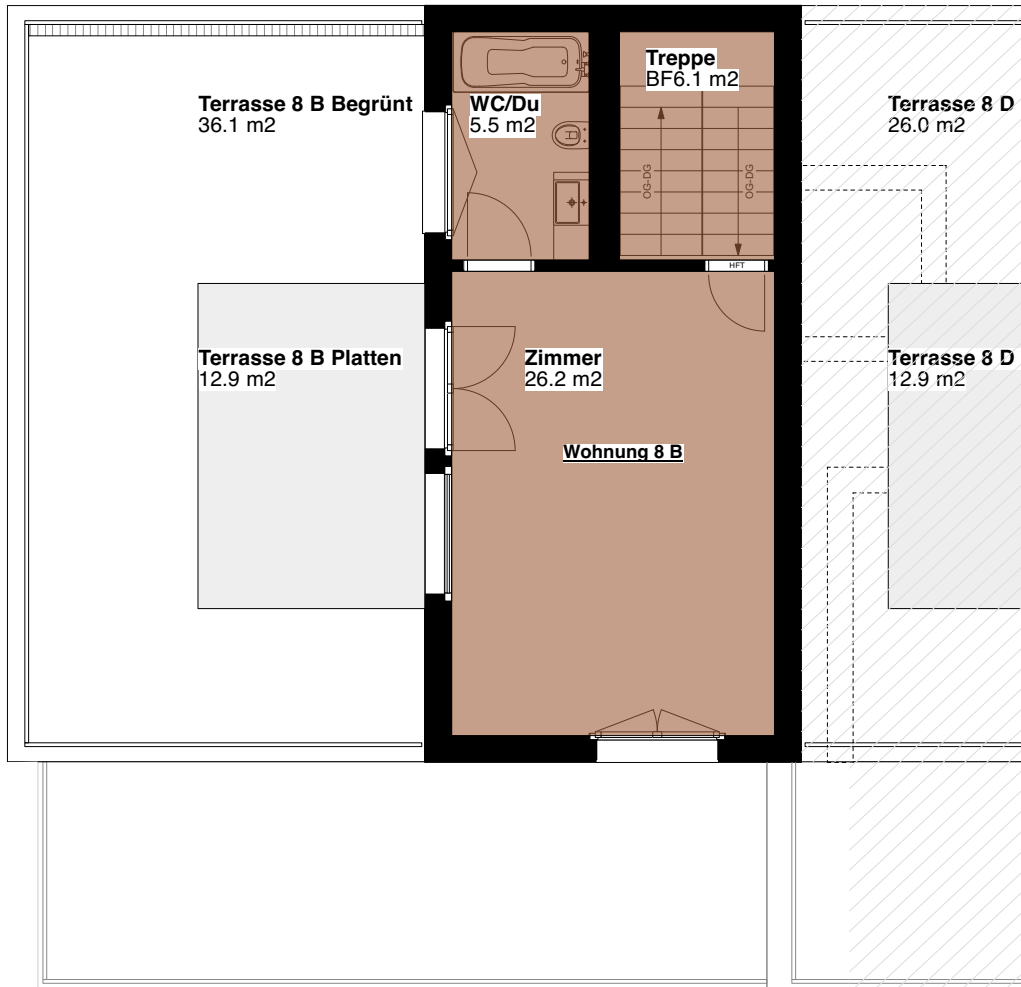 Treppe
BF6.1 m2
Terrasse 8 B Begrünt
36.1 m2
WC/Du
5.5 m2
Terrasse 8 D
26.0 m2
OG-DG
OG-DG
HFT
Terrasse 8 B Platten
12.9 m2
Zimmer
26.2 m2
Terrasse 8 D
12.9 m2
Wohnung 8 B